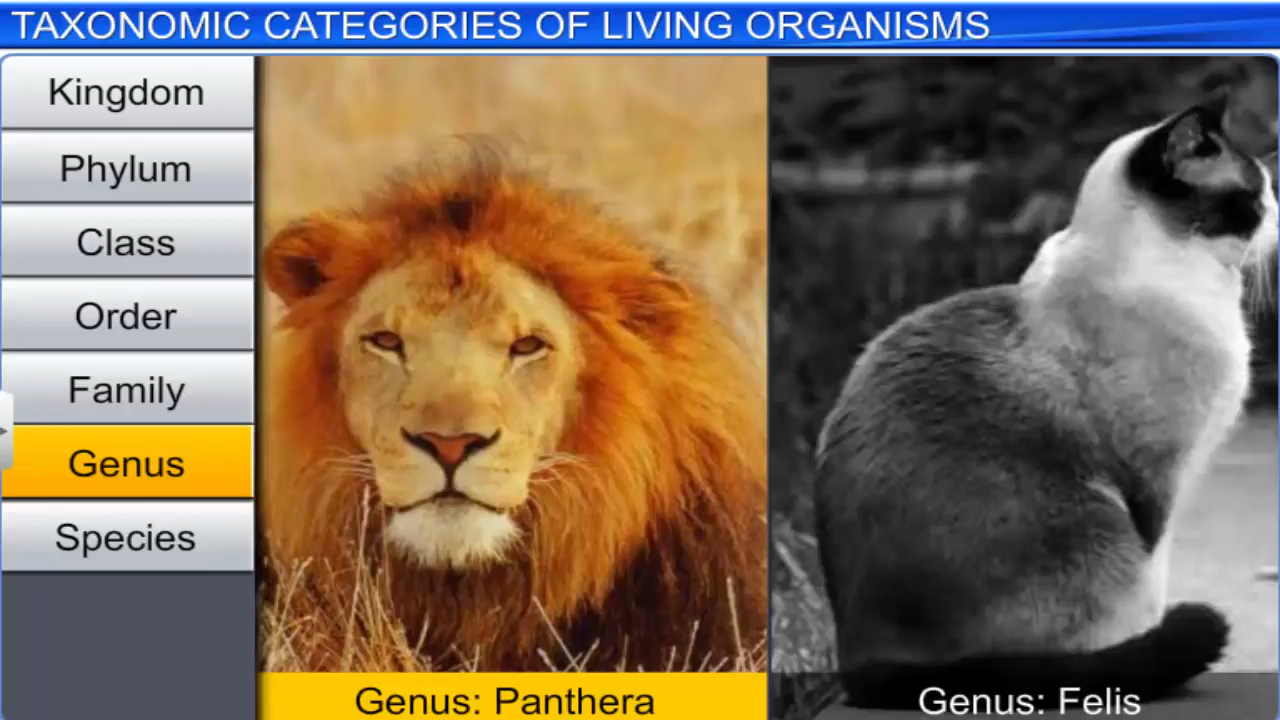 TAXONOMIC CATEGORIES OF LIVING ORGANISMS
Kingdom
Phylum
Class
Order
Family
Genus
Species
Genus: Panthera
Genus: Felis